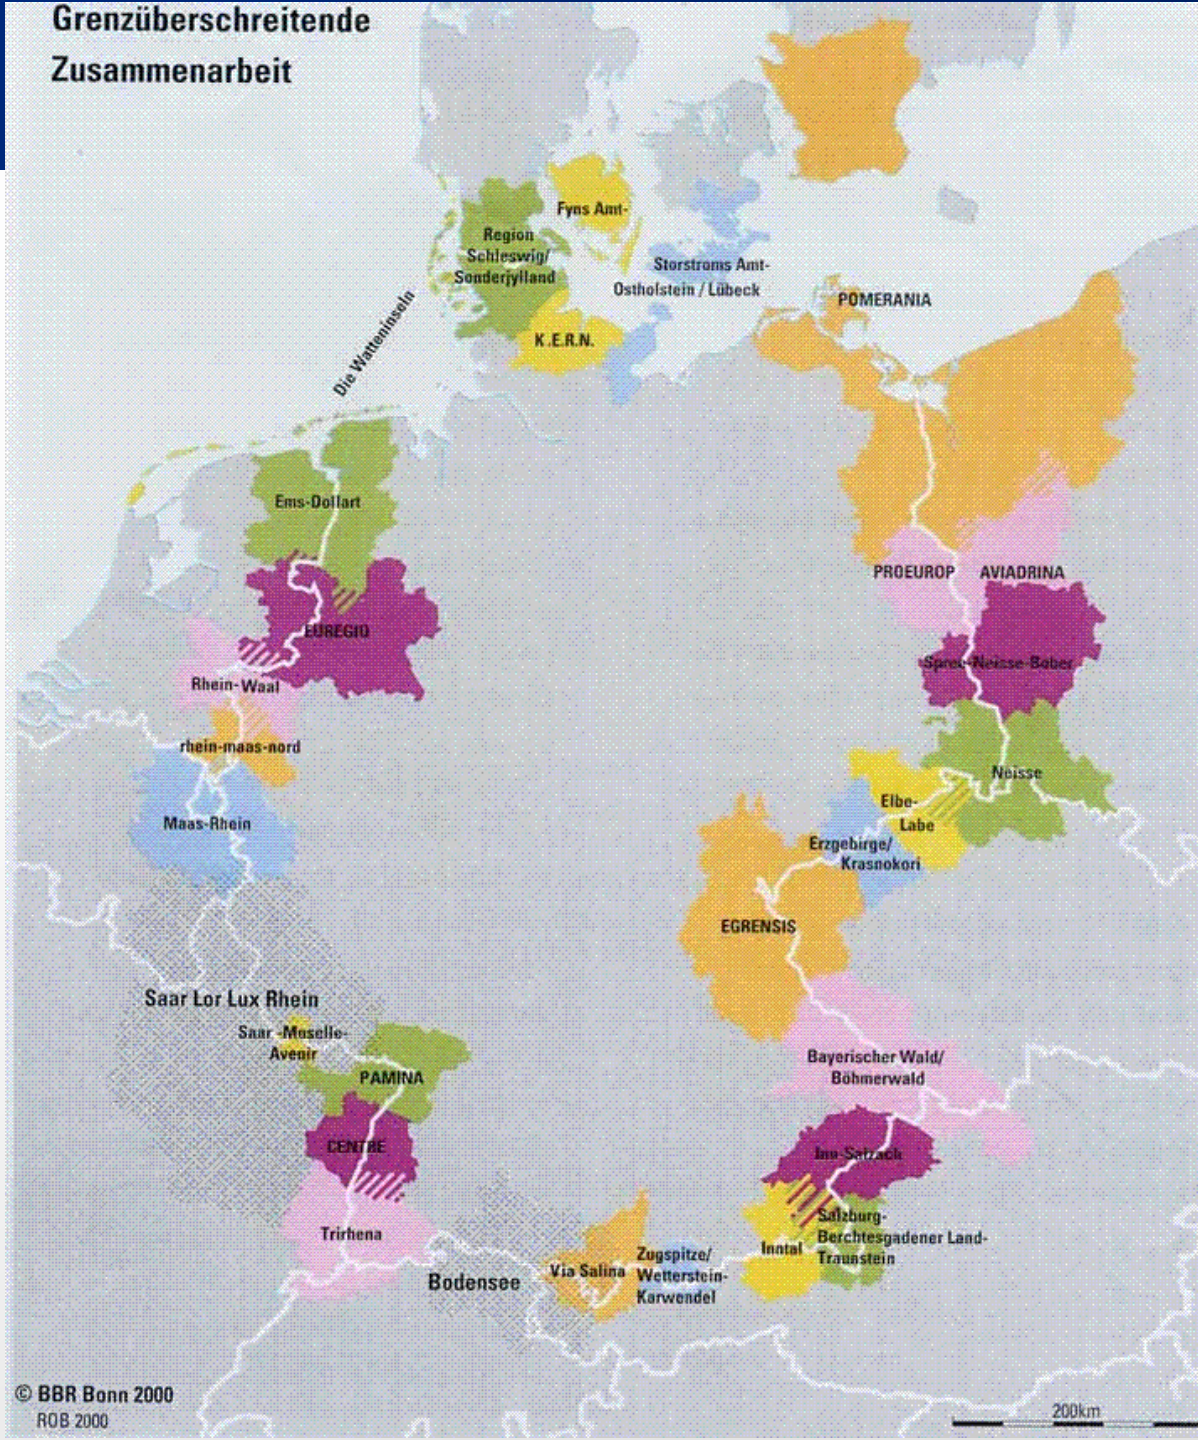 Grenzüberschreitende
Zusammenarbeit
Fyns Amt-
Region
Schleswig/
Sonderjylland
Storstroms Amt-
Ostholstein / Lübeck
POMERANIA
K.E.R.N.
Die Watteninseln
Ems-Dollart
PROEUROP AVIADRINA
EUREGIO
Spree-Neisse-Bober
Rhein-Waal
rhein-maas-nord
Neisse
Elbe-
Labe
Maas-Rhein
Erzgebirge/
Krasnokori
EGRENSIS
Saar Lor Lux Rhein
Saar -Moselle-
Avenir
Bayerischer Wald/
Böhmerwald
PAMINA
CENTRE
Inn-Salzach
Trirhena
Salzburg-
Berchtesgadener Land-
Traunstein
Inntal
Zugspitze/
Wetterstein-
Karwendel
Via Salina
Bodensee
© BBR Bonn 2000
ROB 2000
200km